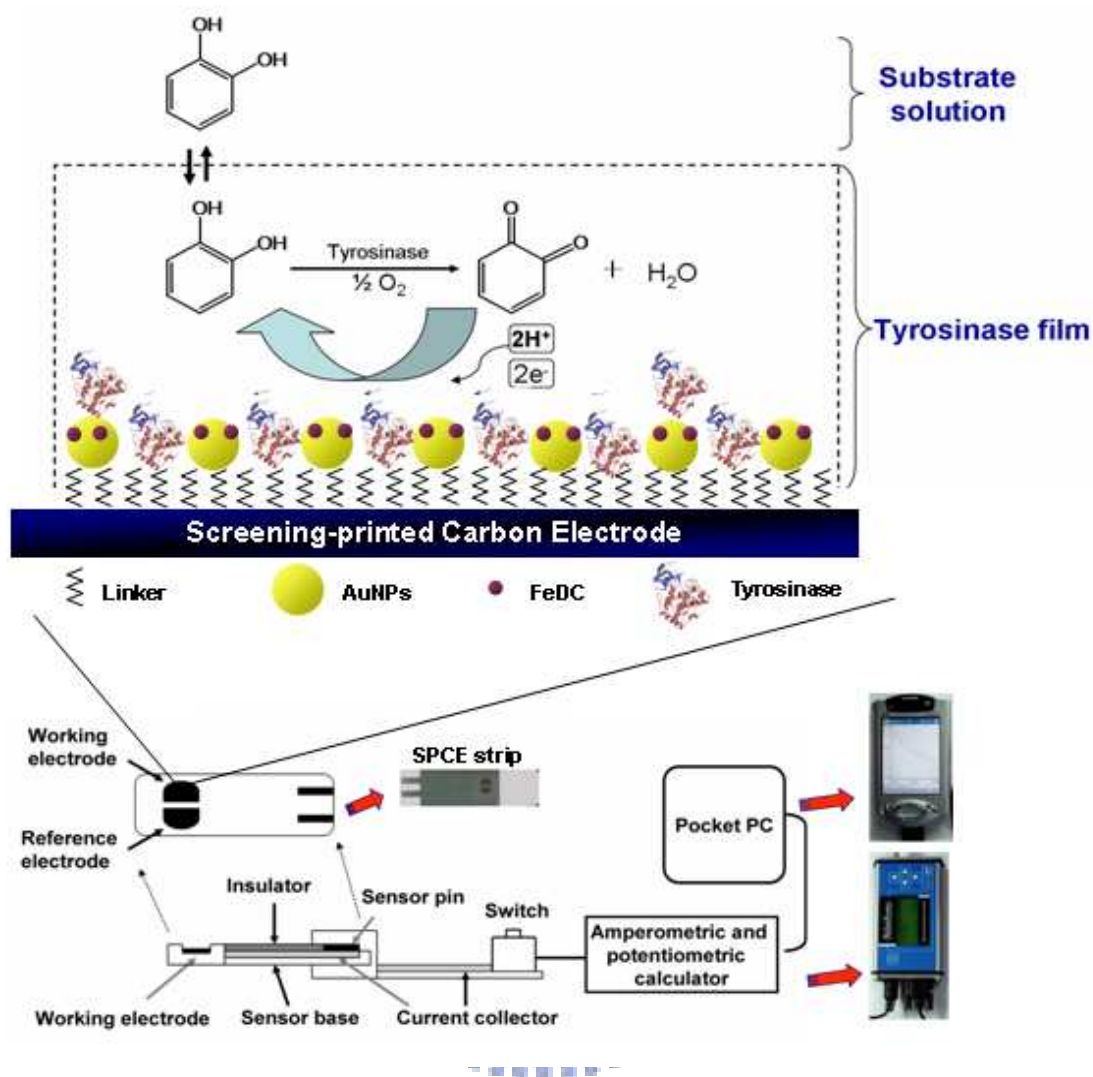 OH
OH
Substrate
solution
OH
OH
Tyrosinase
½ O₂
O
O
+ H₂O
2H⁺
2e⁻
Tyrosinase film
Screening-printed Carbon Electrode
Linker
AuNPs
FeDC
Tyrosinase
Working
electrode
SPCE strip
Reference
electrode
Pocket PC
Insulator
Sensor pin
Switch
Amperometric and
potentiometric
calculator
Working electrode
Sensor base
Current collector